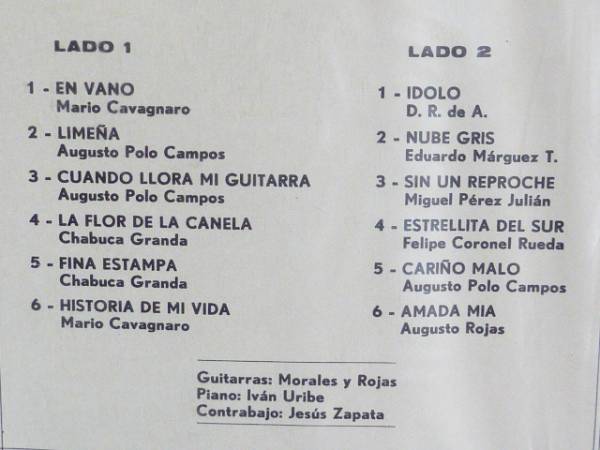 LADO 1
1 - EN VANO
Mario Cavagnaro
2 - LIMEÑA
Augusto Polo Campos
3 - CUANDO LLORA MI GUITARRA
Augusto Polo Campos
4 - LA FLOR DE LA CANELA
Chabuca Granda
5 - FINA ESTAMPA
Chabuca Granda
6 - HISTORIA DE MI VIDA
Mario Cavagnaro
LADO 2
1 - IDOLO
D. R. de A.
2 - NUBE GRIS
Eduardo Márguez T.
3 - SIN UN REPROCHE
Miguel Pérez Julián
4 - ESTRELLITA DEL SUR
Felipe Coronel Rueda
5 - CARIÑO MALO
Augusto Polo Campos
6 - AMADA MIA
Augusto Rojas
Guitarras: Morales y Rojas
Piano: Iván Uribe
Contrabajo: Jesús Zapata